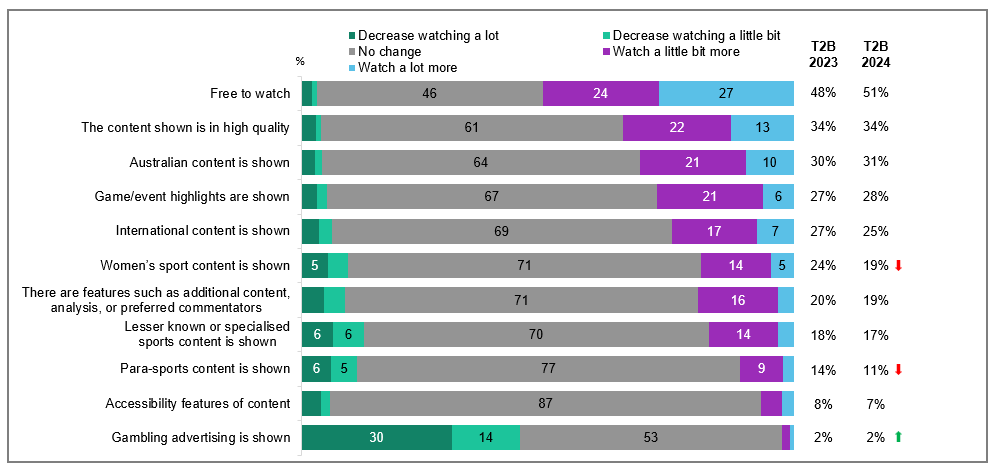 Decrease watching a lot Decrease watching a little bit
No change Watch a little bit more
Watch a lot more
T2B T2B
2023 2024
%
Free to watch 46 24 27 48% 51%
The content shown is in high quality 61 22 13 34% 34%
Australian content is shown 64 21 10 30% 31%
Game/event highlights are shown 67 21 6 27% 28%
International content is shown 69 17 7 27% 25%
Women’s sport content is shown 5 71 14 5 24% 19%
There are features such as additional content,
analysis, or preferred commentators 71 16 20% 19%
Lesser known or specialised
sports content is shown 6 6 70 14 18% 17%
Para-sports content is shown 6 5 77 9 14% 11%
Accessibility features of content 87 8% 7%
Gambling advertising is shown 30 14 53 2% 2%